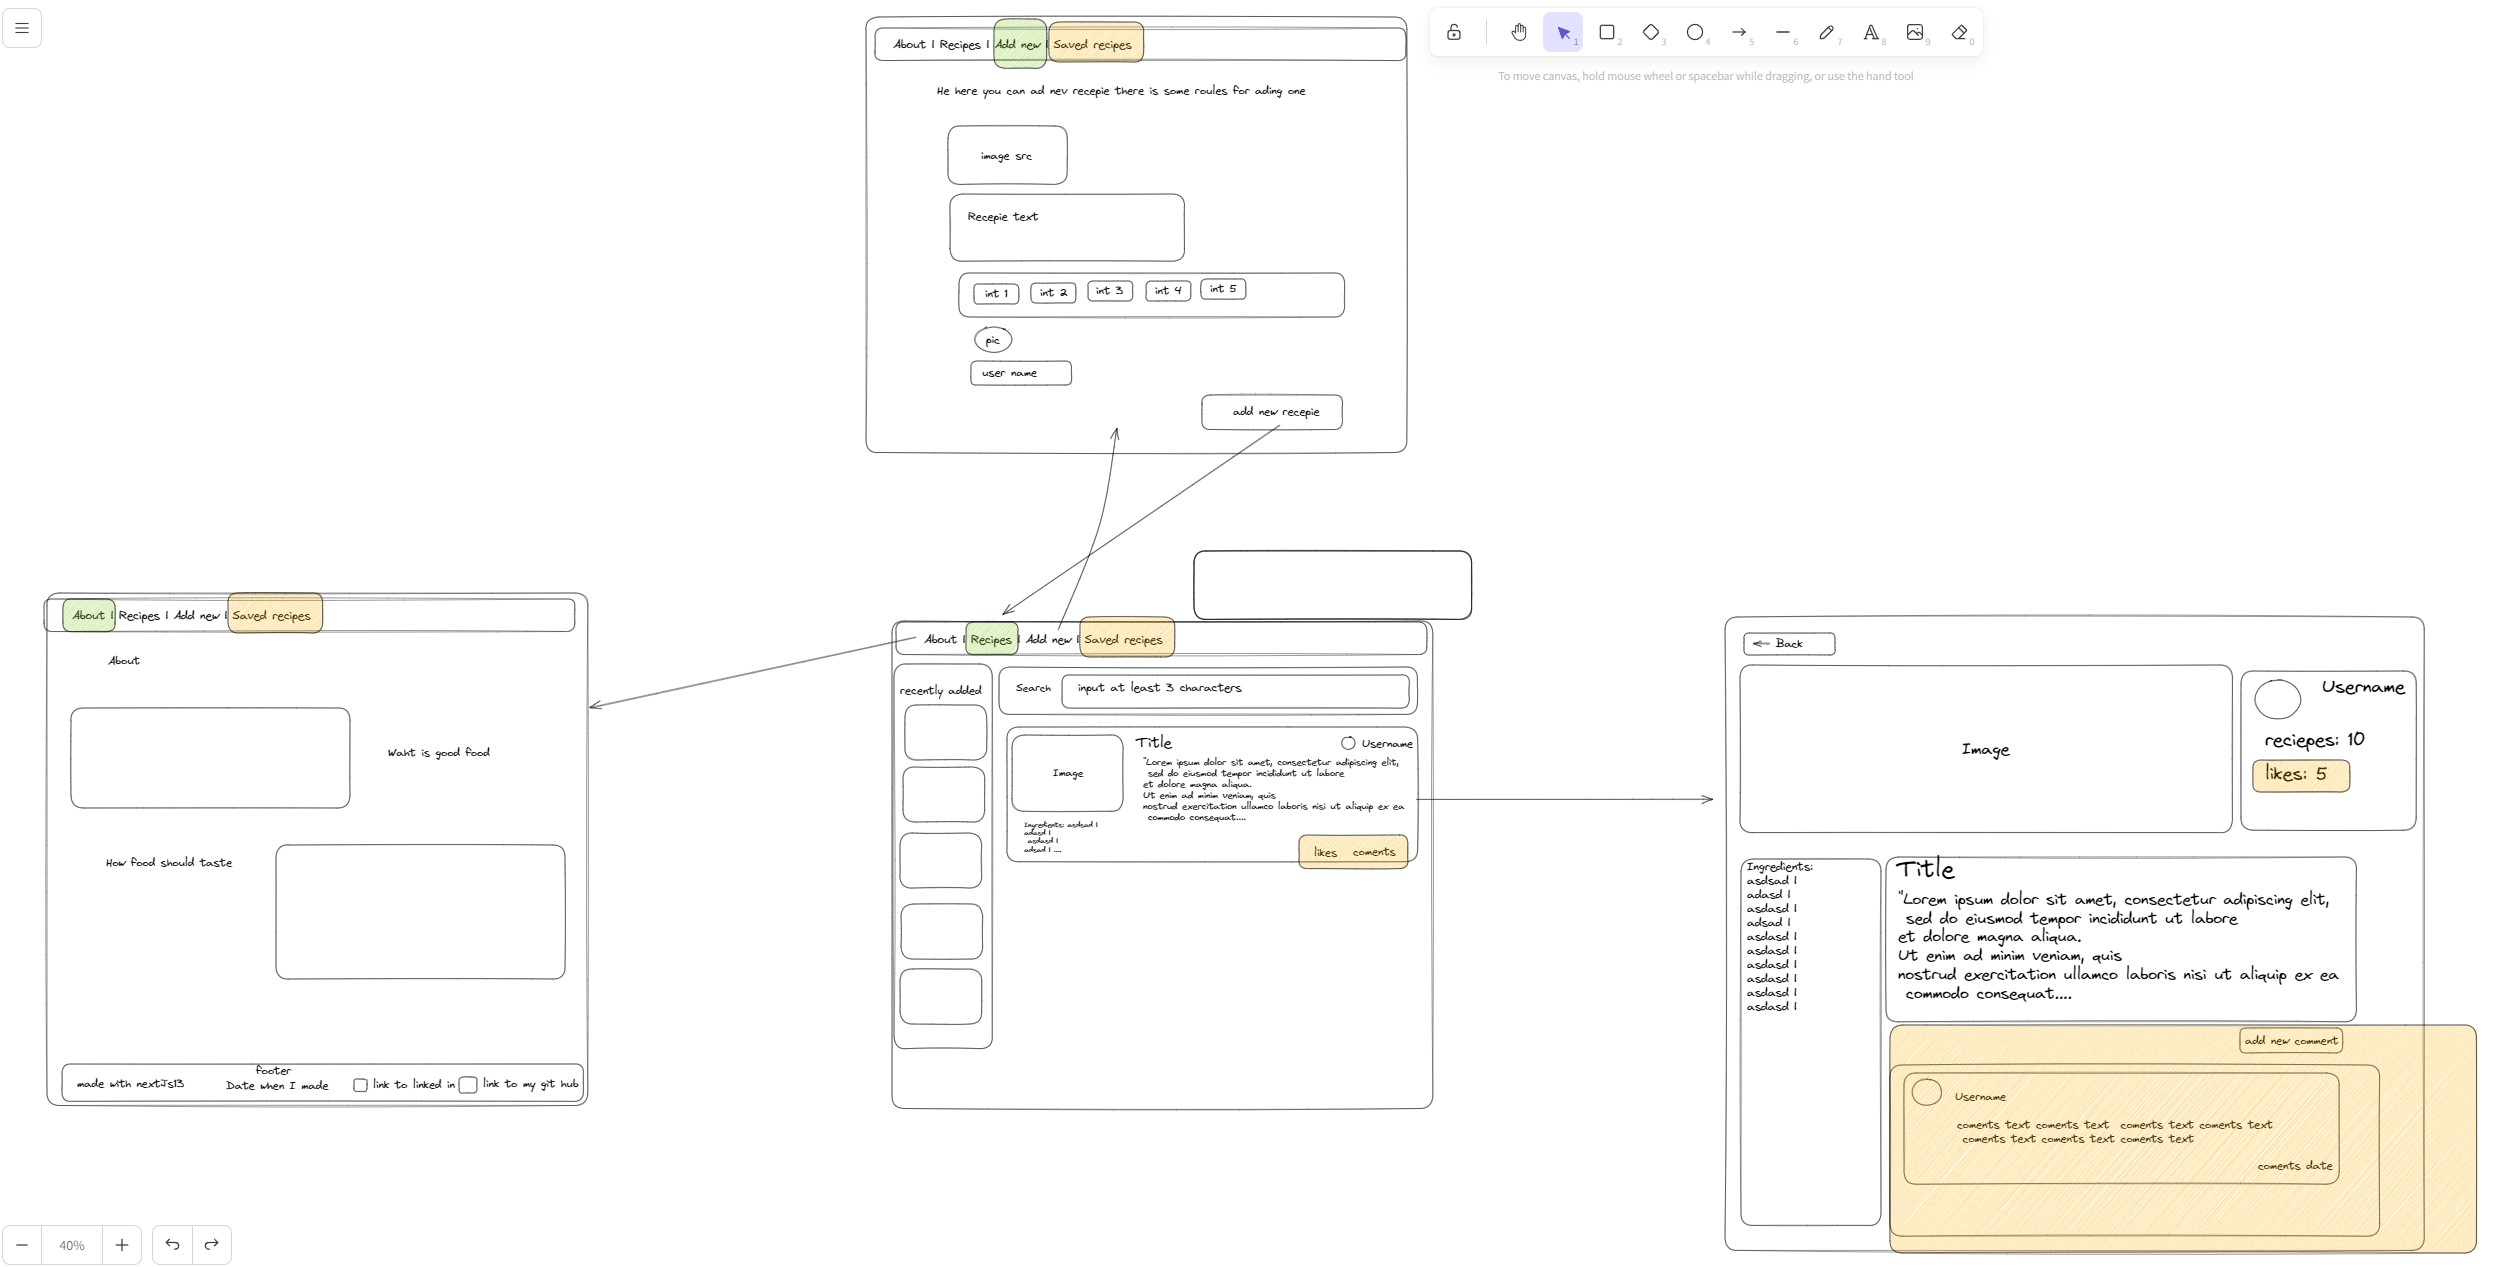 About | Recipes | Add new | Saved recipes
He here you can ad nev recepie there is some roules for ading one
image src
Recepie text
int 1 int 2 int 3 int 4 int 5
pic
user name
add new recepie
1 2 3 4 5 6 7 8 9 0
To move canvas, hold mouse wheel or spacebar while dragging, or use the hand tool
About | Recipes | Add new | Saved recipes
About
Waht is good food
How food should taste
footer
made with nextJs13
Date when I made
link to linked in
link to my git hub
About | Recipes | Add new | Saved recipes
recently added
Search
input at least 3 characters
Image
Title
Username
"Lorem ipsum dolor sit amet, consectetur adipiscing elit,
sed do eiusmod tempor incididunt ut labore
et dolore magna aliqua.
Ut enim ad minim veniam, quis
nostrud exercitation ullamco laboris nisi ut aliquip ex ea
commodo consequat....
Ingredients: asdsad |
adasd |
asdasd |
adsad | ....
likes coments
Back
Image
Username
reciepes: 10
likes: 5
Ingredients:
asdsad |
adasd |
asdasd |
adsad |
asdasd |
asdasd |
asdasd |
asdasd |
asdasd |
asdasd |
Title
"Lorem ipsum dolor sit amet, consectetur adipiscing elit,
sed do eiusmod tempor incididunt ut labore
et dolore magna aliqua.
Ut enim ad minim veniam, quis
nostrud exercitation ullamco laboris nisi ut aliquip ex ea
commodo consequat....
add new comment
Username
coments text coments text coments text coments text
coments text coments text coments text
coments date
40%